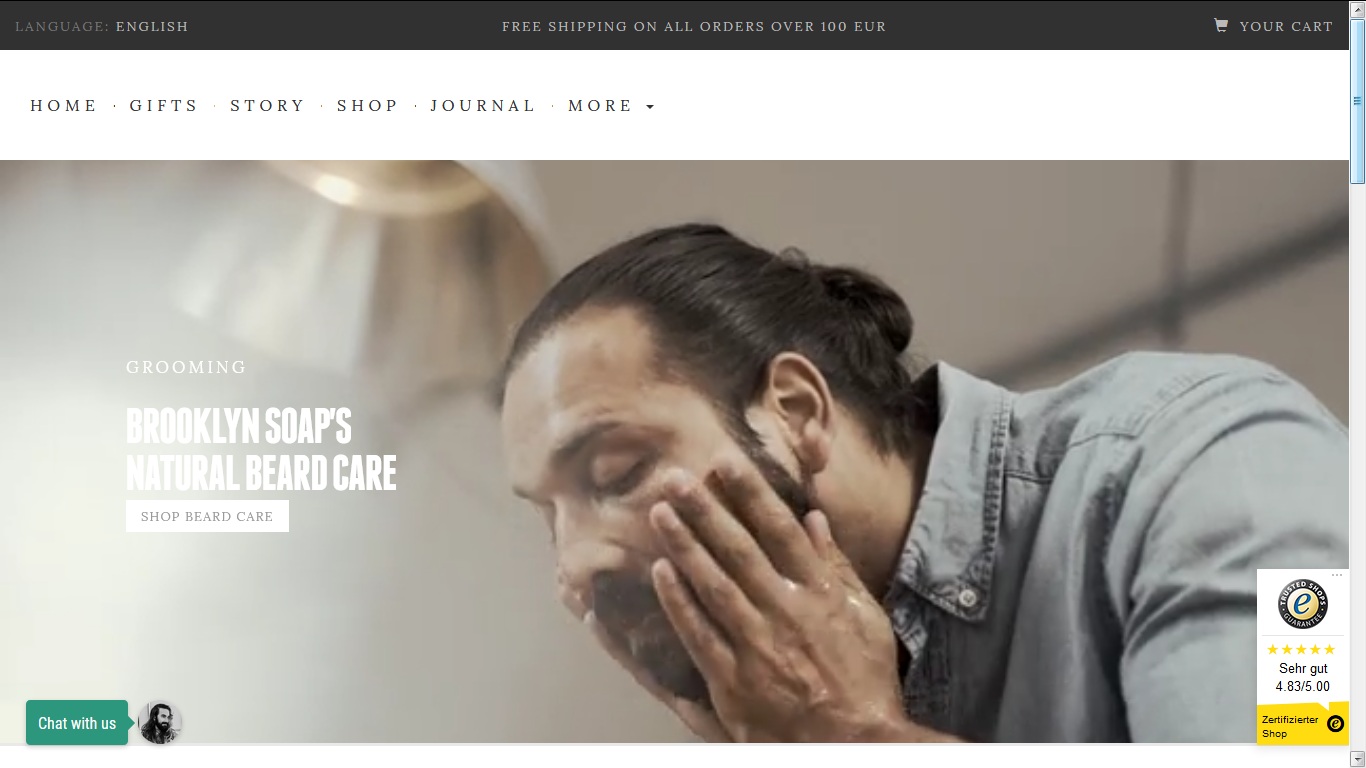 LANGUAGE: ENGLISH
FREE SHIPPING ON ALL ORDERS OVER 100 EUR
YOUR CART
HOME · GIFTS · STORY · SHOP · JOURNAL · MORE
GROOMING
BROOKLYN SOAP'S
NATURAL BEARD CARE
SHOP BEARD CARE
Chat with us
TRUSTED SHOPS
e
GUARANTEE
Sehr gut
4.83/5.00
Zertifizierter
Shop
e